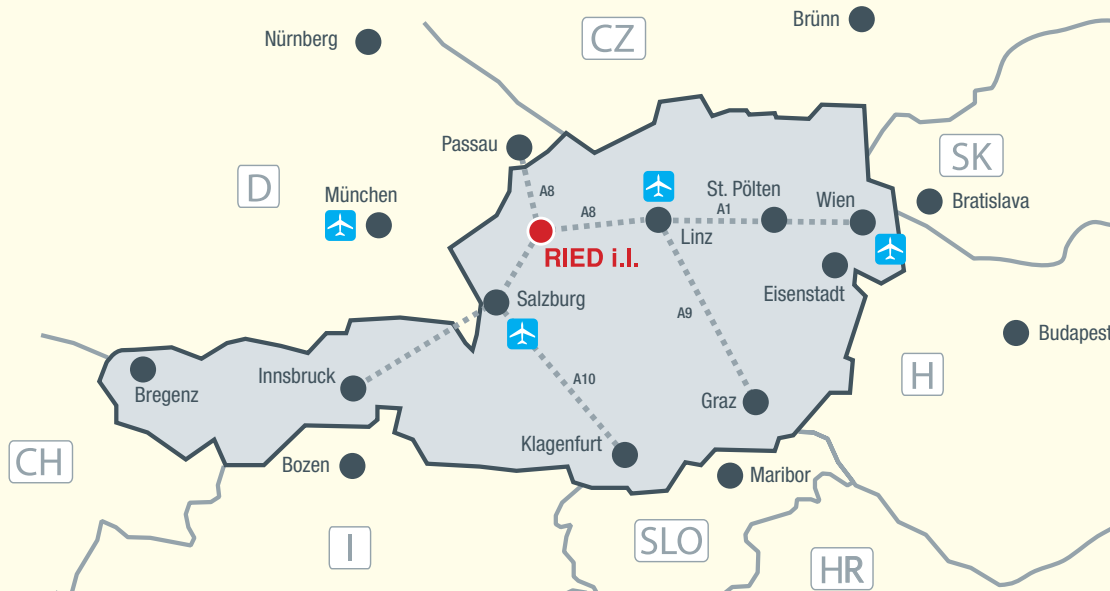 Brünn
CZ
Nürnberg
Passau
SK
D
München
A8
St. Pölten
Wien
Bratislava
A8
A1
Linz
RIED i.I.
Eisenstadt
Salzburg
A9
Budapest
Innsbruck
A10
H
Bregenz
Graz
Klagenfurt
CH
Bozen
Maribor
I
SLO
HR